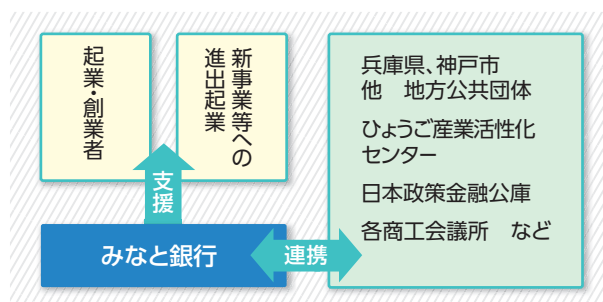 起業・創業者
新事業等への
進出起業
支援
みなと銀行
連携
兵庫県、神戸市
他　地方公共団体
ひょうご産業活性化
センター
日本政策金融公庫
各商工会議所　など